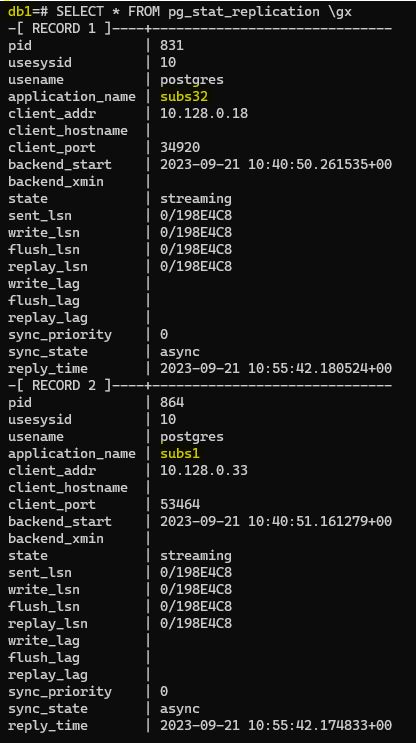 db1=# SELECT * FROM pg_stat_replication \gx
-[ RECORD 1 ]----+------------------------------
pid              | 831
usesysid         | 10
usename          | postgres
application_name | subs32
client_addr      | 10.128.0.18
client_hostname  |
client_port      | 34920
backend_start    | 2023-09-21 10:40:50.261535+00
backend_xmin     |
state            | streaming
sent_lsn         | 0/198E4C8
write_lsn        | 0/198E4C8
flush_lsn        | 0/198E4C8
replay_lsn       | 0/198E4C8
write_lag        |
flush_lag        |
replay_lag       |
sync_priority    | 0
sync_state       | async
reply_time       | 2023-09-21 10:55:42.180524+00
-[ RECORD 2 ]----+------------------------------
pid              | 864
usesysid         | 10
usename          | postgres
application_name | subs1
client_addr      | 10.128.0.33
client_hostname  |
client_port      | 53464
backend_start    | 2023-09-21 10:40:51.161279+00
backend_xmin     |
state            | streaming
sent_lsn         | 0/198E4C8
write_lsn        | 0/198E4C8
flush_lsn        | 0/198E4C8
replay_lsn       | 0/198E4C8
write_lag        |
flush_lag        |
replay_lag       |
sync_priority    | 0
sync_state       | async
reply_time       | 2023-09-21 10:55:42.174833+00